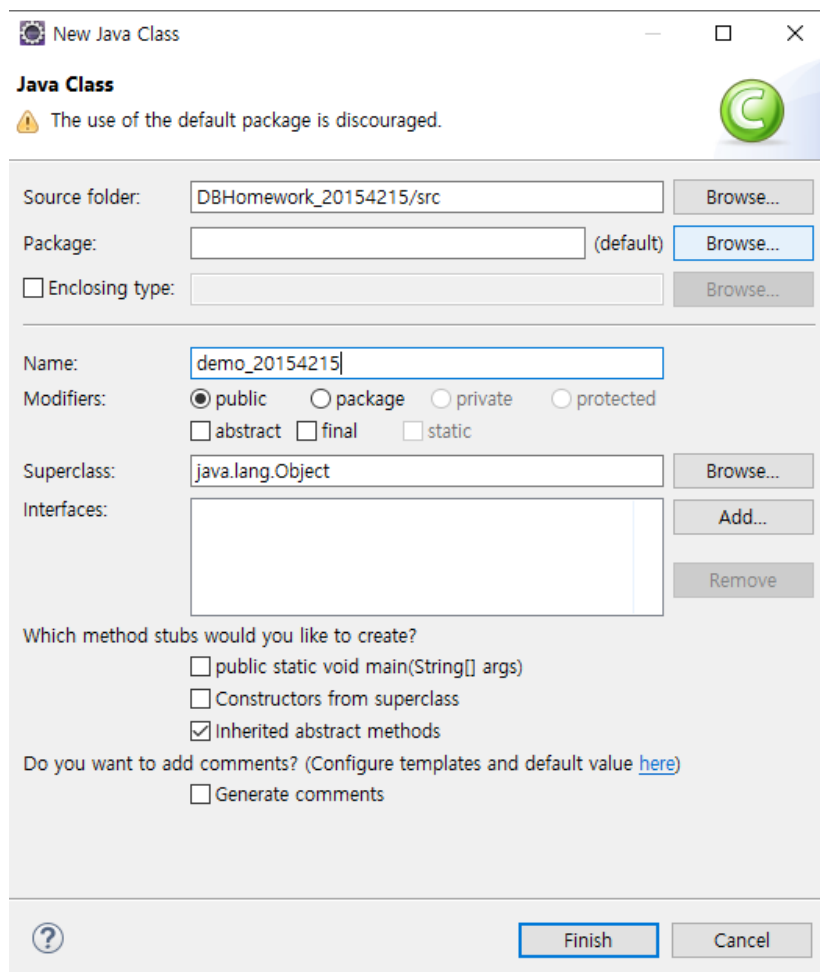 New Java Class
Java Class
The use of the default package is discouraged.
Source folder: DBHomework_20154215/src Browse...
Package: (default) Browse...
Enclosing type: Browse...
Name: demo_20154215
Modifiers: public package private protected
abstract final static
Superclass: java.lang.Object Browse...
Interfaces: Add...
Remove
Which method stubs would you like to create?
public static void main(String[] args)
Constructors from superclass
Inherited abstract methods
Do you want to add comments? (Configure templates and default value here)
Generate comments
Finish Cancel